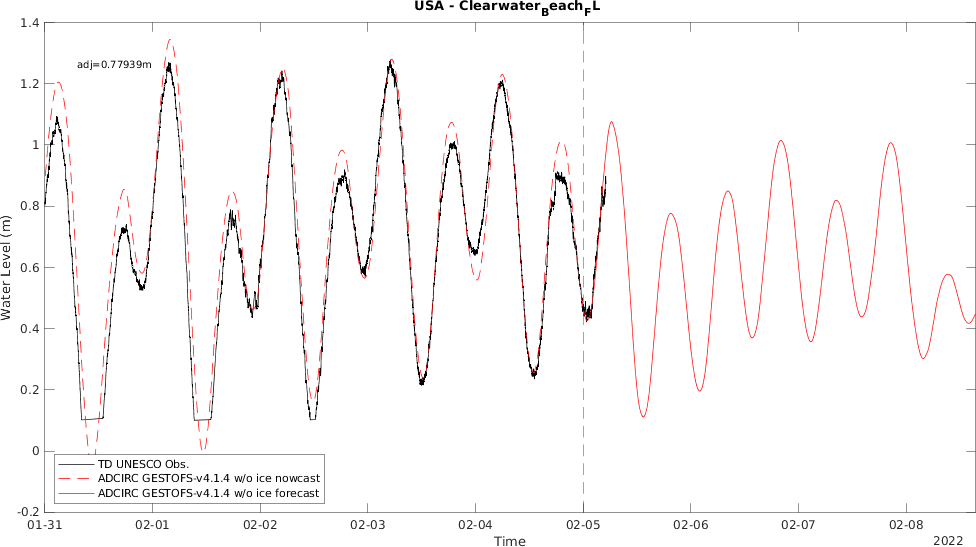 USA - Clearwater_Beach_FL
adj=0.77939m
1.4
1.2
1
0.8
0.6
0.4
0.2
0
-0.2
Water Level (m)
TD UNESCO Obs.
ADCIRC GESTOFS-v4.1.4 w/o ice nowcast
ADCIRC GESTOFS-v4.1.4 w/o ice forecast
01-31 02-01 02-02 02-03 02-04 02-05 02-06 02-07 02-08
Time
2022